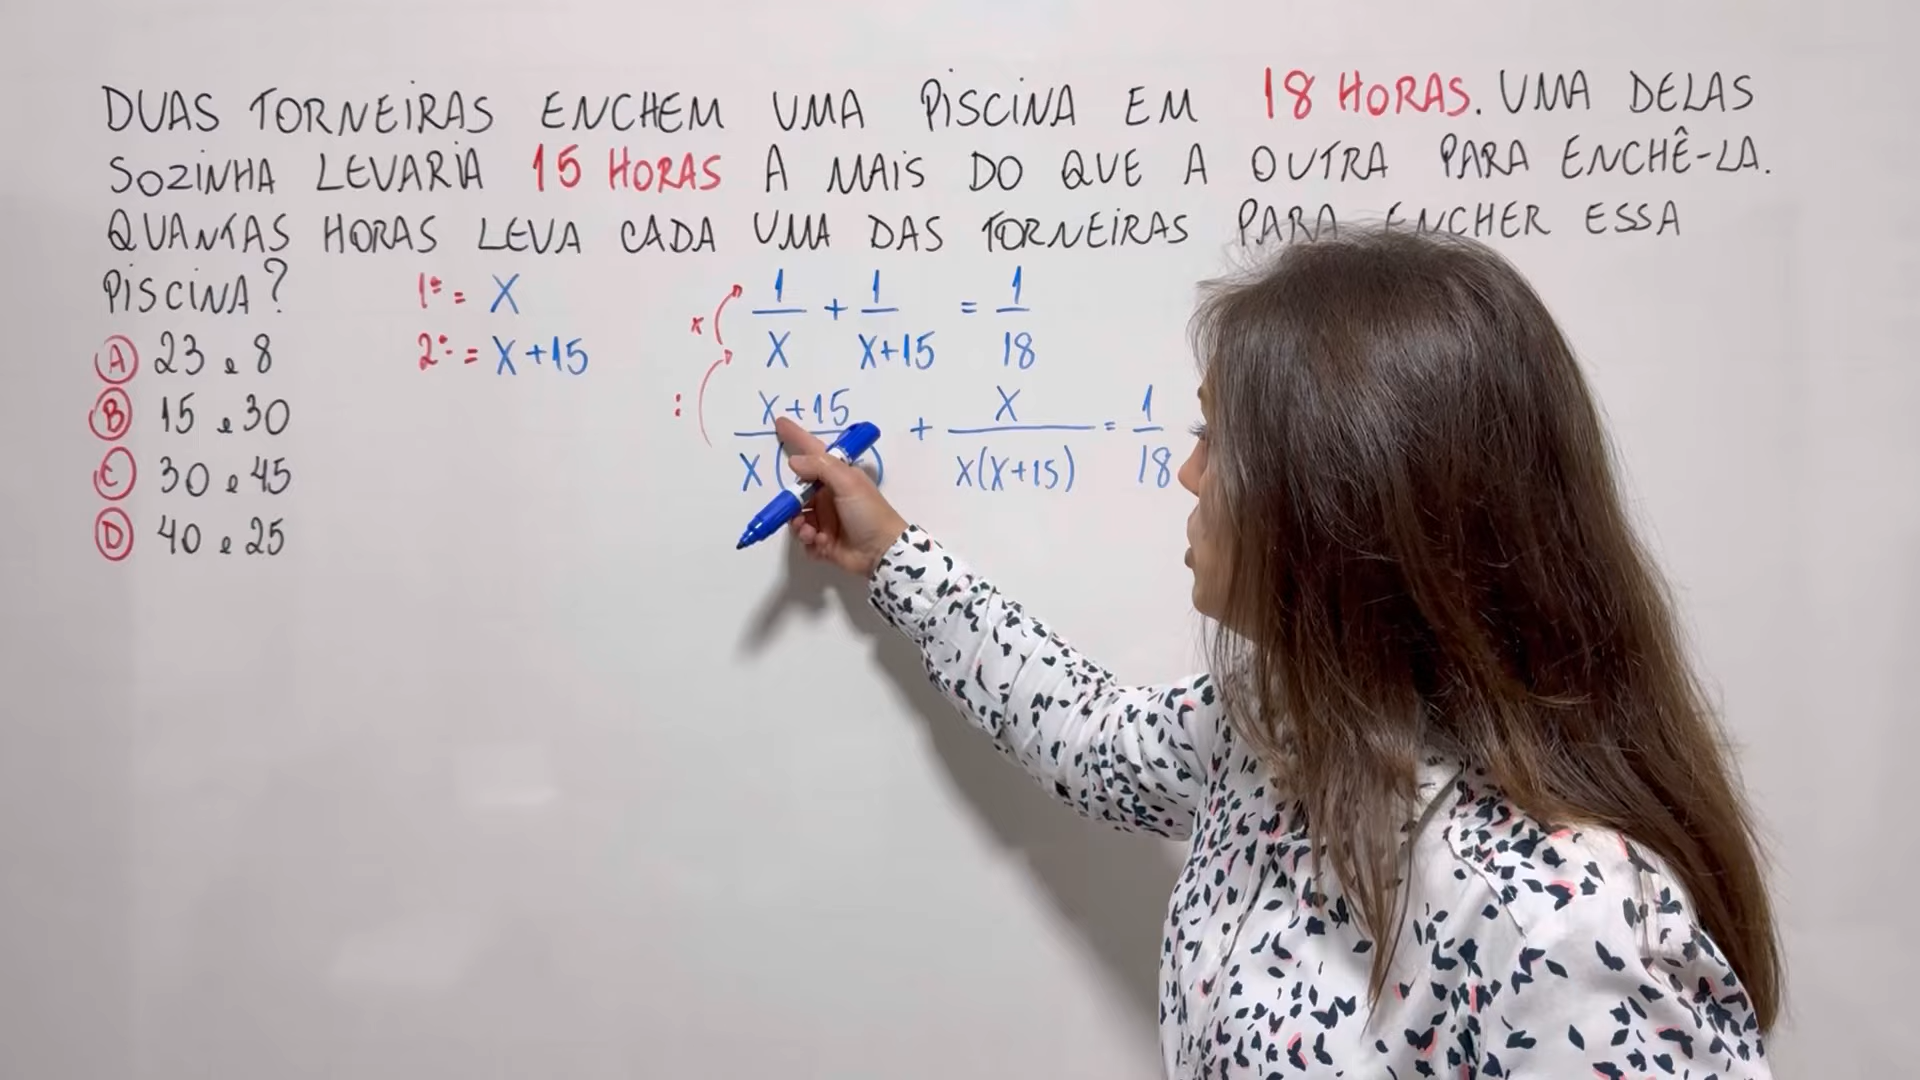 DUAS TORNEIRAS ENCHEM UMA PISCINA EM 18 HORAS. UMA DELAS
SOZINHA LEVARIA 15 HORAS A MAIS DO QUE A OUTRA PARA ENCHÊ-LA.
QUANTAS HORAS LEVA CADA UMA DAS TORNEIRAS PARA ENCHER ESSA
PISCINA?
A 23 e 8
B 15 e 30
C 30 e 45
D 40 e 25
1ª = X
2ª = X+15
x 1/X + 1/X+15 = 1/18
: X+15/X( ) + X/X(X+15) = 1/18